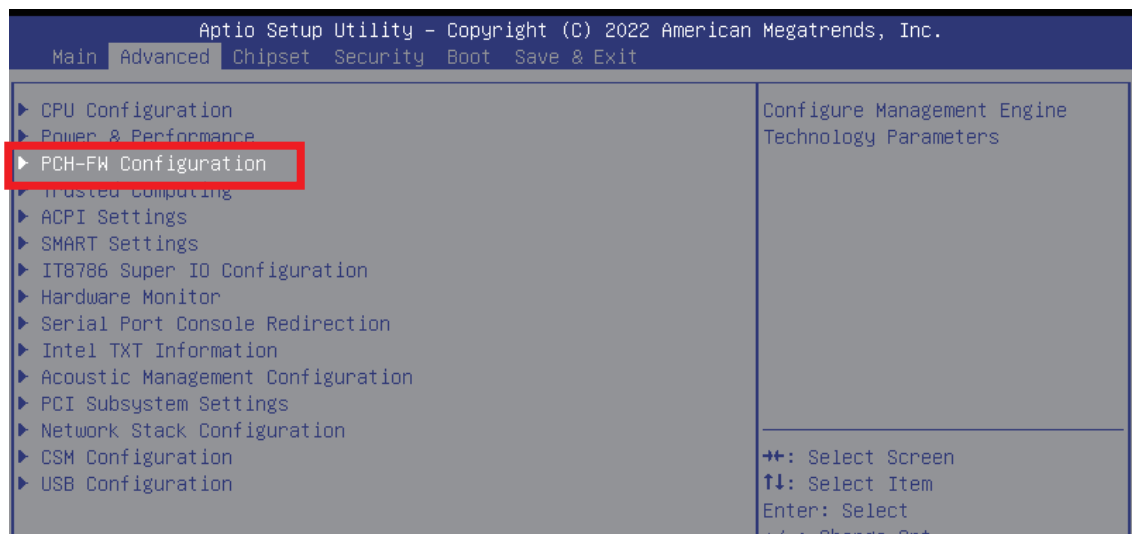 Aptio Setup Utility – Copyright (C) 2022 American Megatrends, Inc.
Main Advanced Chipset Security Boot Save & Exit
CPU Configuration
Power & Performance
PCH-FW Configuration
Trusted Computing
ACPI Settings
SMART Settings
IT8786 Super IO Configuration
Hardware Monitor
Serial Port Console Redirection
Intel TXT Information
Acoustic Management Configuration
PCI Subsystem Settings
Network Stack Configuration
CSM Configuration
USB Configuration
Configure Management Engine
Technology Parameters
→←: Select Screen
↑↓: Select Item
Enter: Select